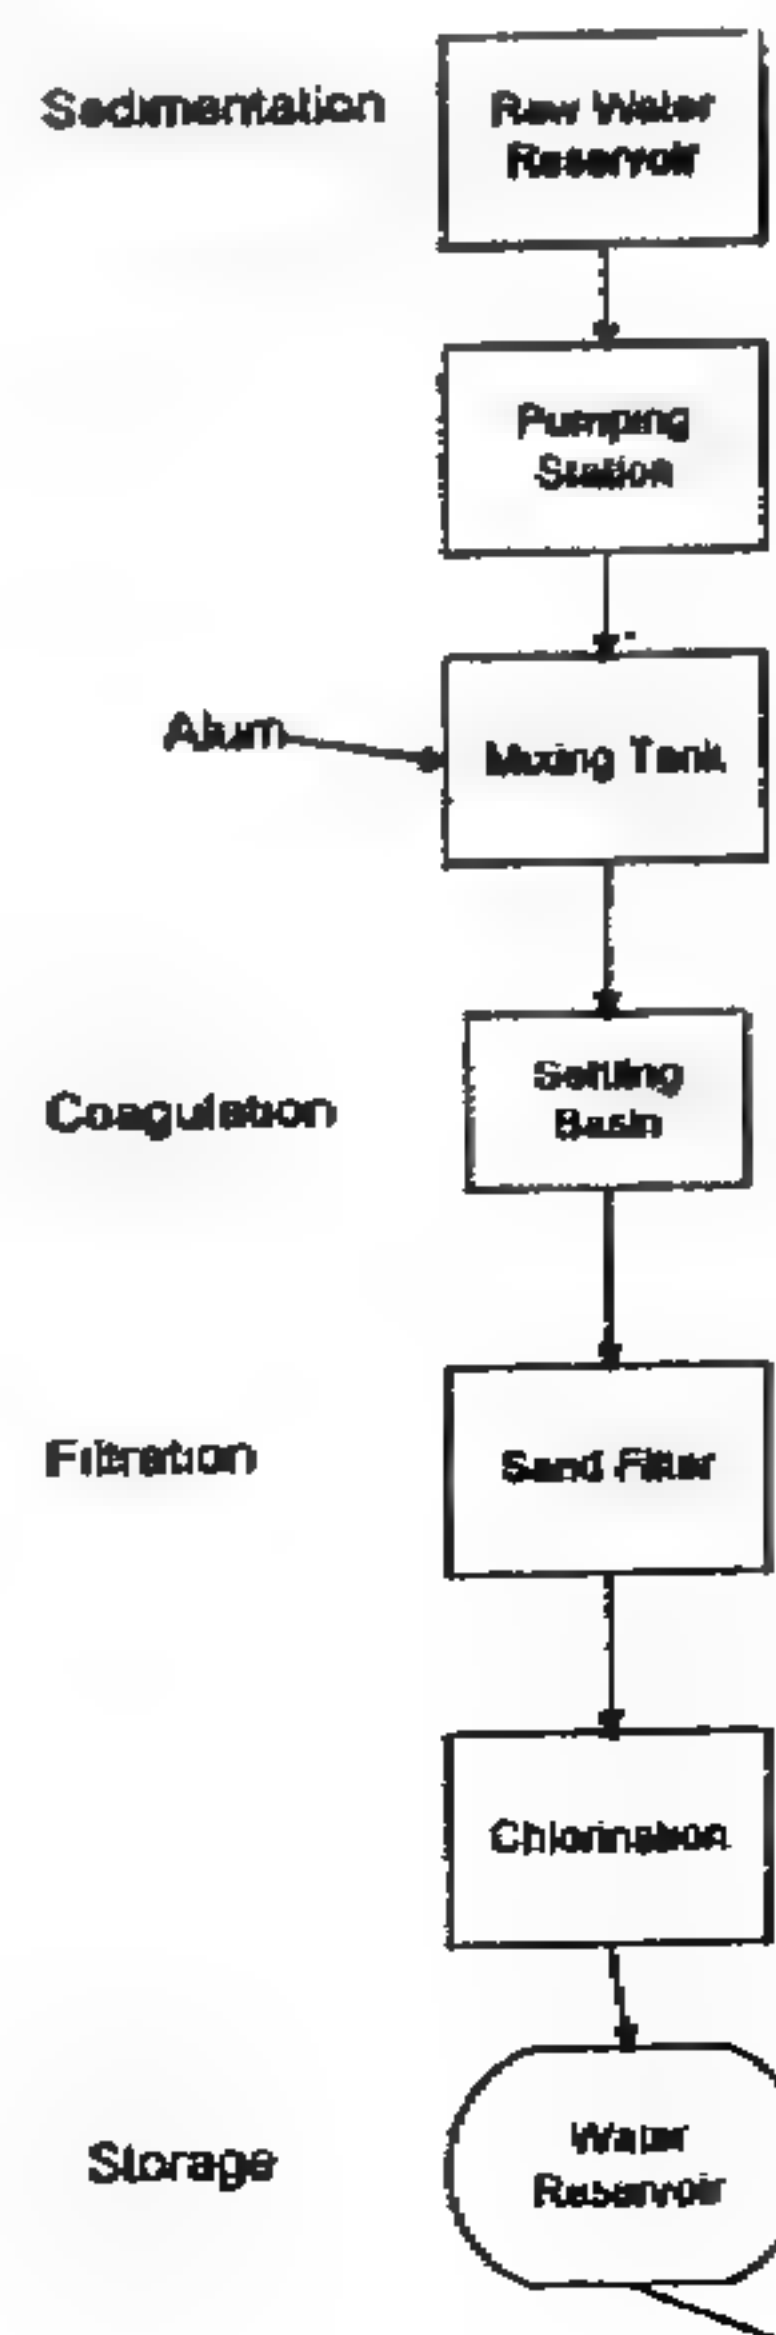 Sedimentation
Raw Water
Reservoir
Pumping
Station
Alum
Mixing Tank
Coagulation
Settling
Basin
Filtration
Sand Filter
Chlorination
Storage
Water
Reservoir